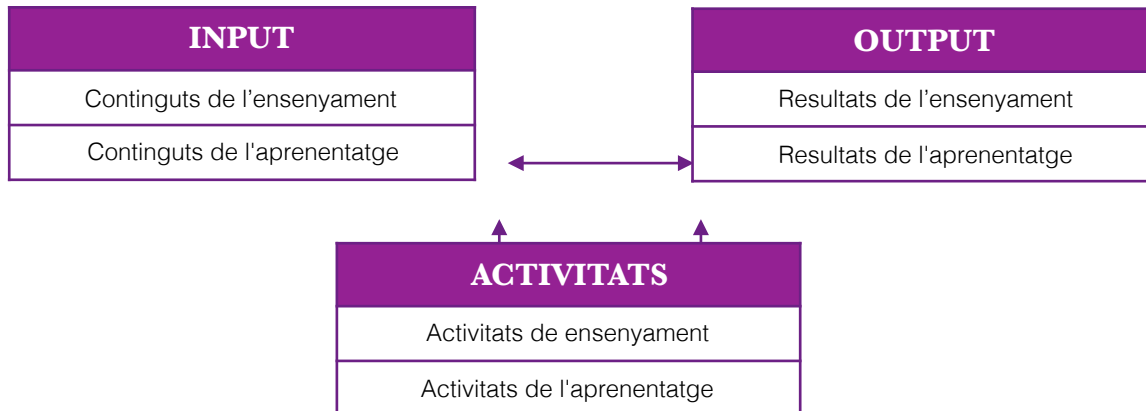 INPUT
Continguts de l’ensenyament
Continguts de l'aprenentatge
OUTPUT
Resultats de l’ensenyament
Resultats de l'aprenentatge
ACTIVITATS
Activitats de ensenyament
Activitats de l'aprenentatge